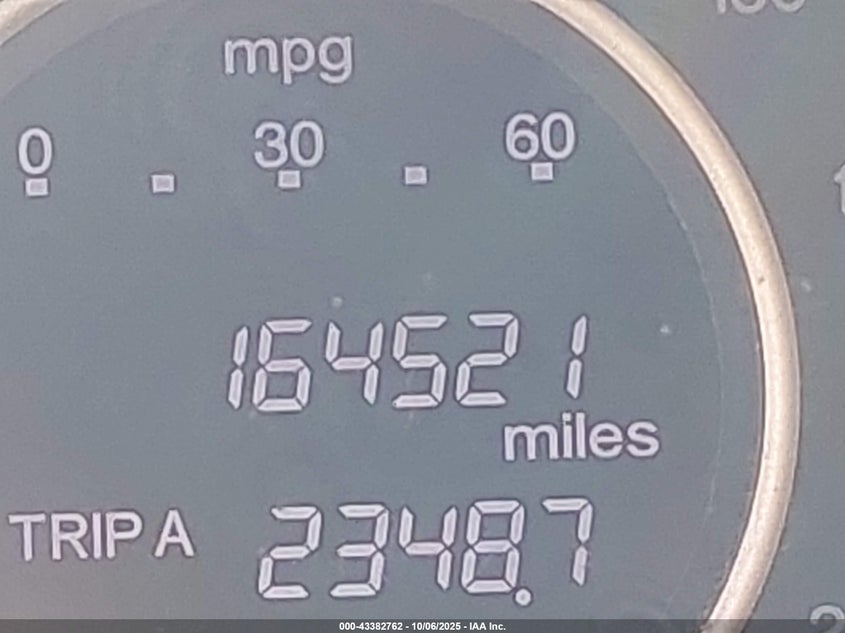 mpg
0 30 60
164521
miles
TRIP A 2348.7
000-43382762 - 10/06/2025 - IAA Inc.